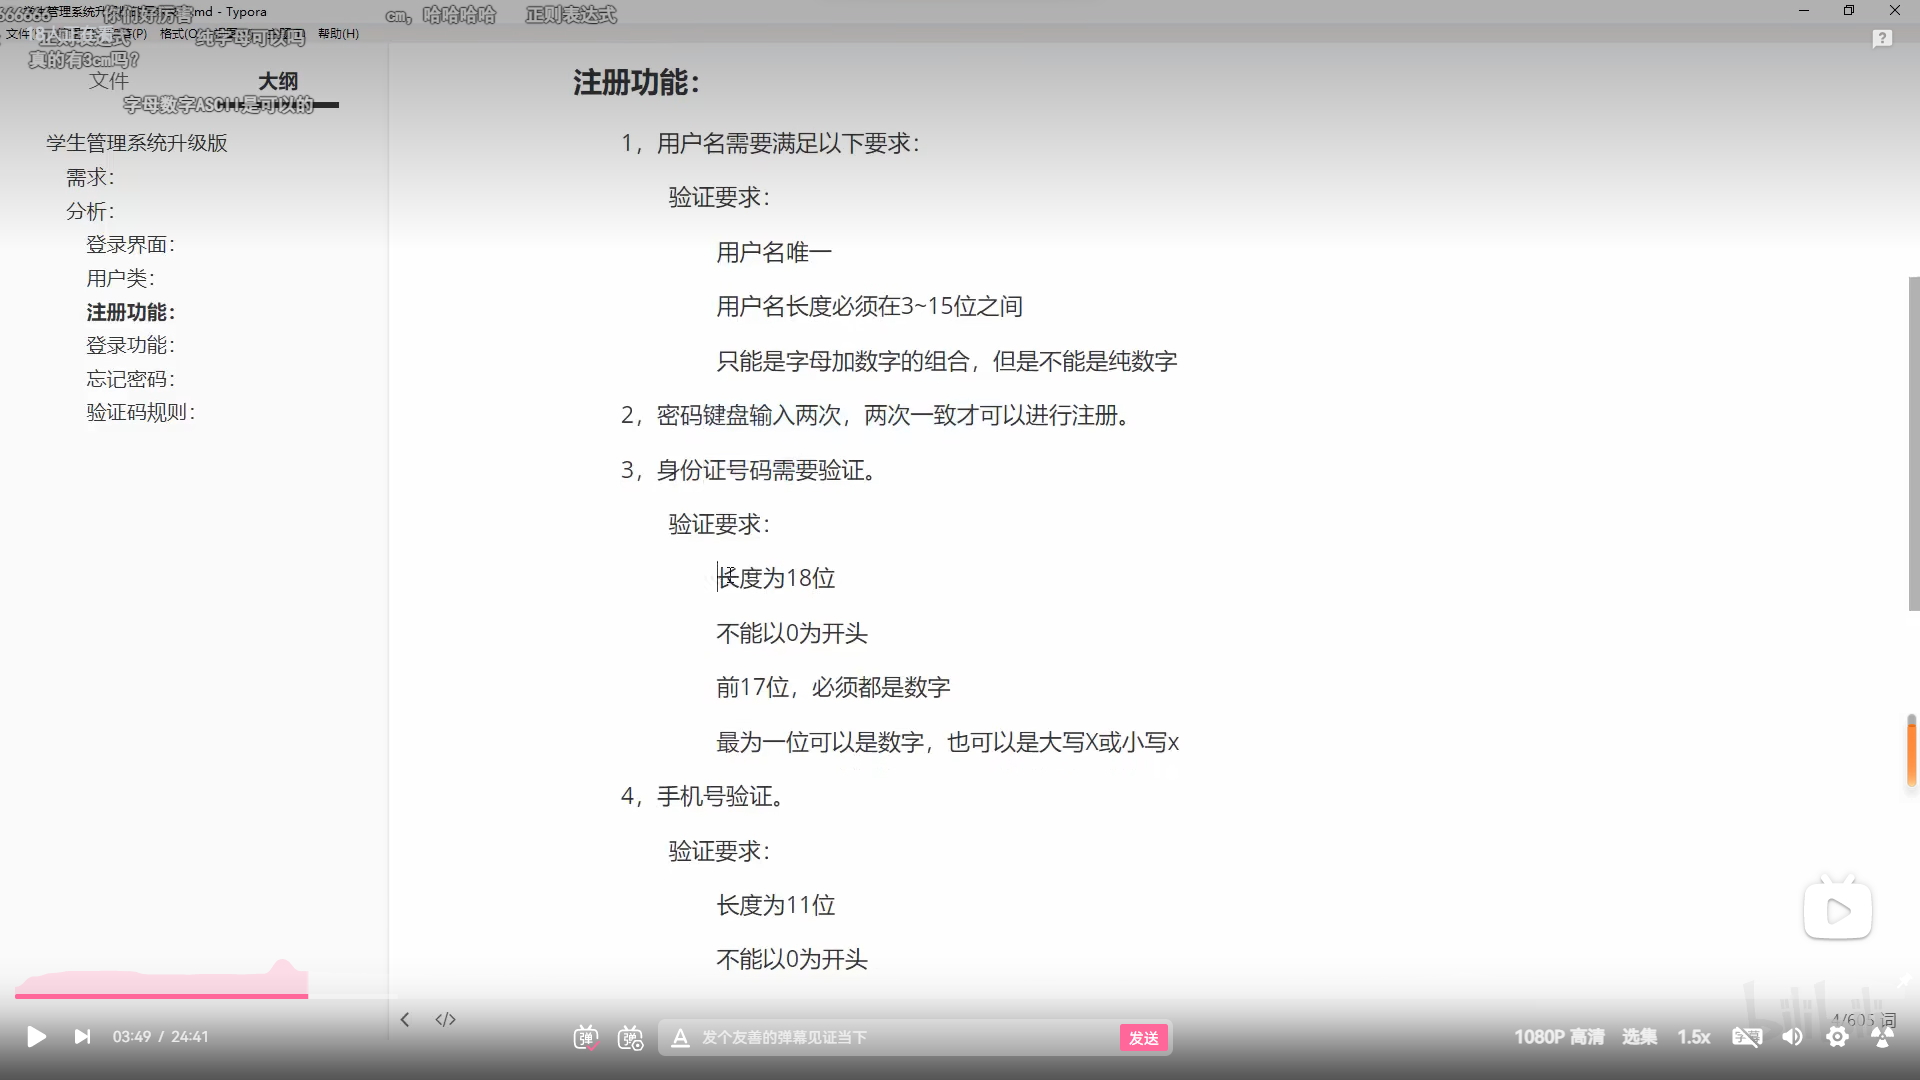 666666
你们好厉害
md - Typora
cm，哈哈哈哈
正则表达式
文件
正则表达式
(P)
格式(O)
纯字母可以吗
帮助(H)
真的有3cm吗？
文件
大纲
字母数字ASCII是可以的
学生管理系统升级版
需求：
分析：
登录界面：
用户类：
注册功能：
登录功能：
忘记密码：
验证码规则：
注册功能：
1，用户名需要满足以下要求：
验证要求：
用户名唯一
用户名长度必须在3~15位之间
只能是字母加数字的组合，但是不能是纯数字
2，密码键盘输入两次，两次一致才可以进行注册。
3，身份证号码需要验证。
验证要求：
长度为18位
不能以0为开头
前17位，必须都是数字
最为一位可以是数字，也可以是大写X或小写x
4，手机号验证。
验证要求：
长度为11位
不能以0为开头
4/605 词
03:49 / 24:41
弹
弹
A 发个友善的弹幕见证当下
发送
1080P 高清
选集
1.5x
字幕
bilibili